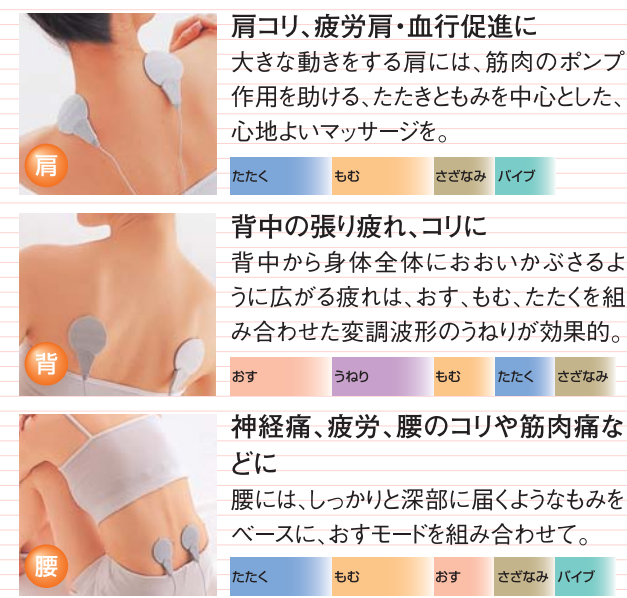 肩コリ、疲労肩・血行促進に
大きな動きをする肩には、筋肉のポンプ
作用を助ける、たたきともみを中心とした、
心地よいマッサージを。
肩
たたく もむ さざなみ バイブ
背中の張り疲れ、コリに
背中から身体全体におおいかぶさるよ
うに広がる疲れは、おす、もむ、たたくを組
み合わせた変調波形のうねりが効果的。
背
おす うねり もむ たたく さざなみ
神経痛、疲労、腰のコリや筋肉痛な
どに
腰には、しっかりと深部に届くようなもみを
ベースに、おすモードを組み合わせて。
腰
たたく もむ おす さざなみ バイブ